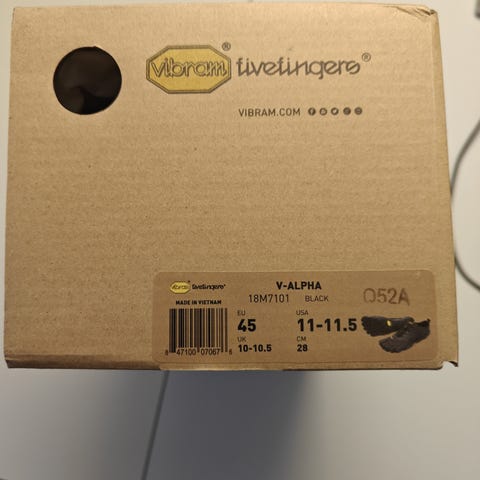 vibram® fivefingers®
VIBRAM.COM
vibram fivefingers®
V-ALPHA
MADE IN VIETNAM
18M7101 BLACK
Q52A
EU USA
45 11-11.5
UK CM
10-10.5 28
8 47100 07067 6